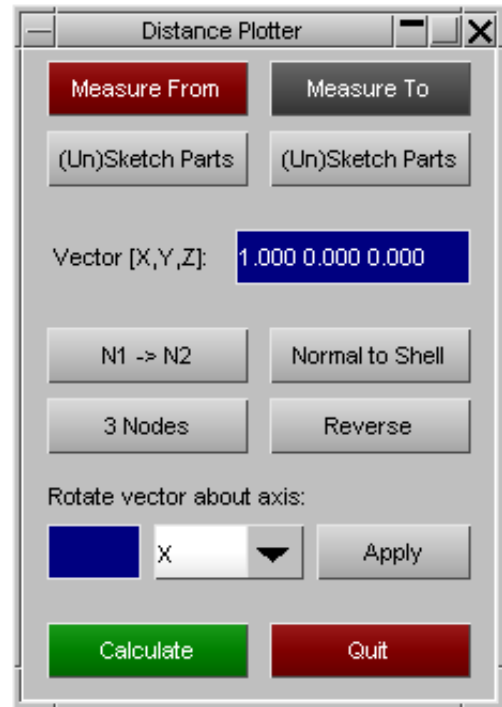 Distance Plotter
Measure From Measure To
(Un)Sketch Parts (Un)Sketch Parts
Vector [X,Y,Z]: 1.000 0.000 0.000
N1 -> N2 Normal to Shell
3 Nodes Reverse
Rotate vector about axis:
X Apply
Calculate Quit